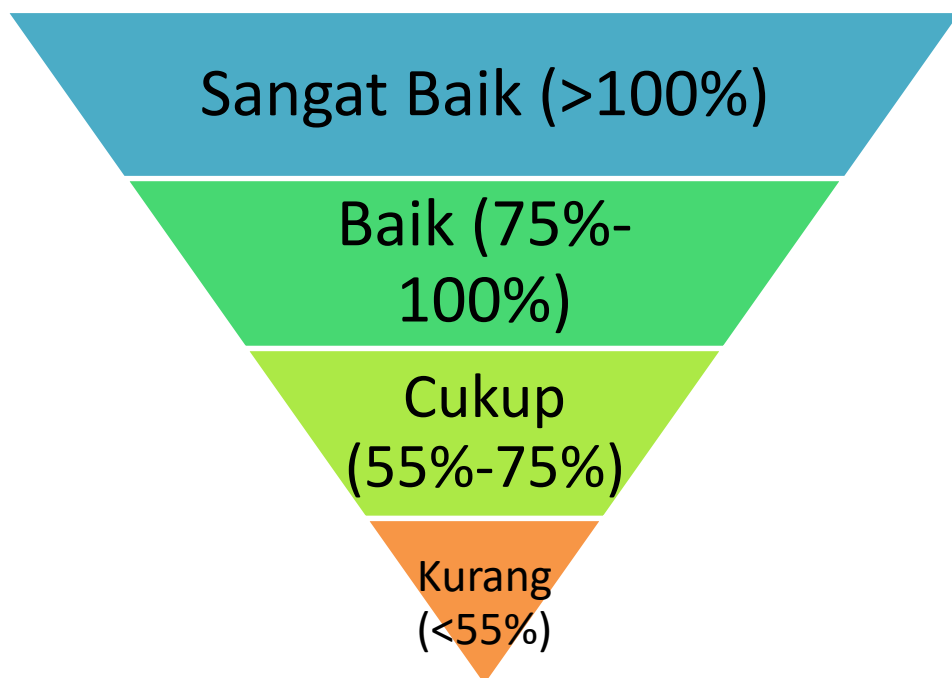 Sangat Baik (>100%)
Baik (75%-
100%)
Cukup
(55%-75%)
Kurang
(<55%)